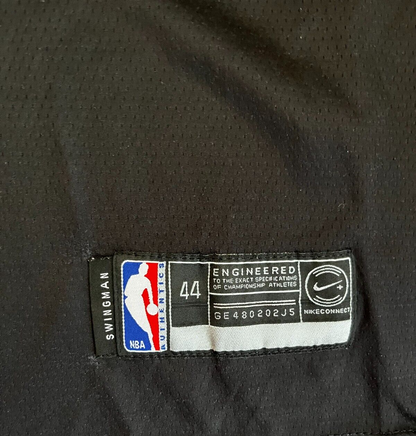 SWINGMAN
NBA
AUTHENTICS
44
ENGINEERED
TO THE EXACT SPECIFICATIONS
OF CHAMPIONSHIP ATHLETES
GE480202J5
NIKECONNECT